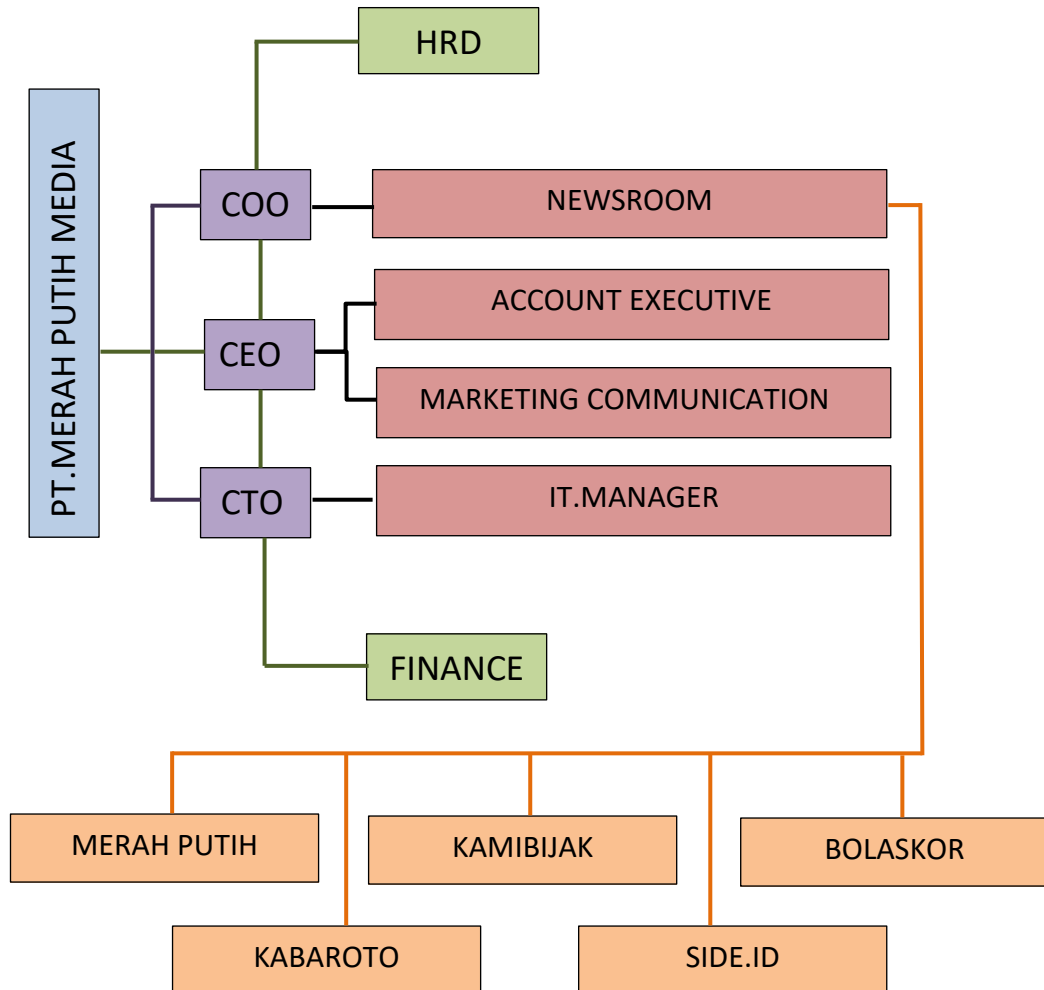 HRD
PT.MERAH PUTIH MEDIA
COO
NEWSROOM
ACCOUNT EXECUTIVE
CEO
MARKETING COMMUNICATION
CTO
IT.MANAGER
FINANCE
MERAH PUTIH
KAMIBIJAK
BOLASKOR
KABAROTO
SIDE.ID